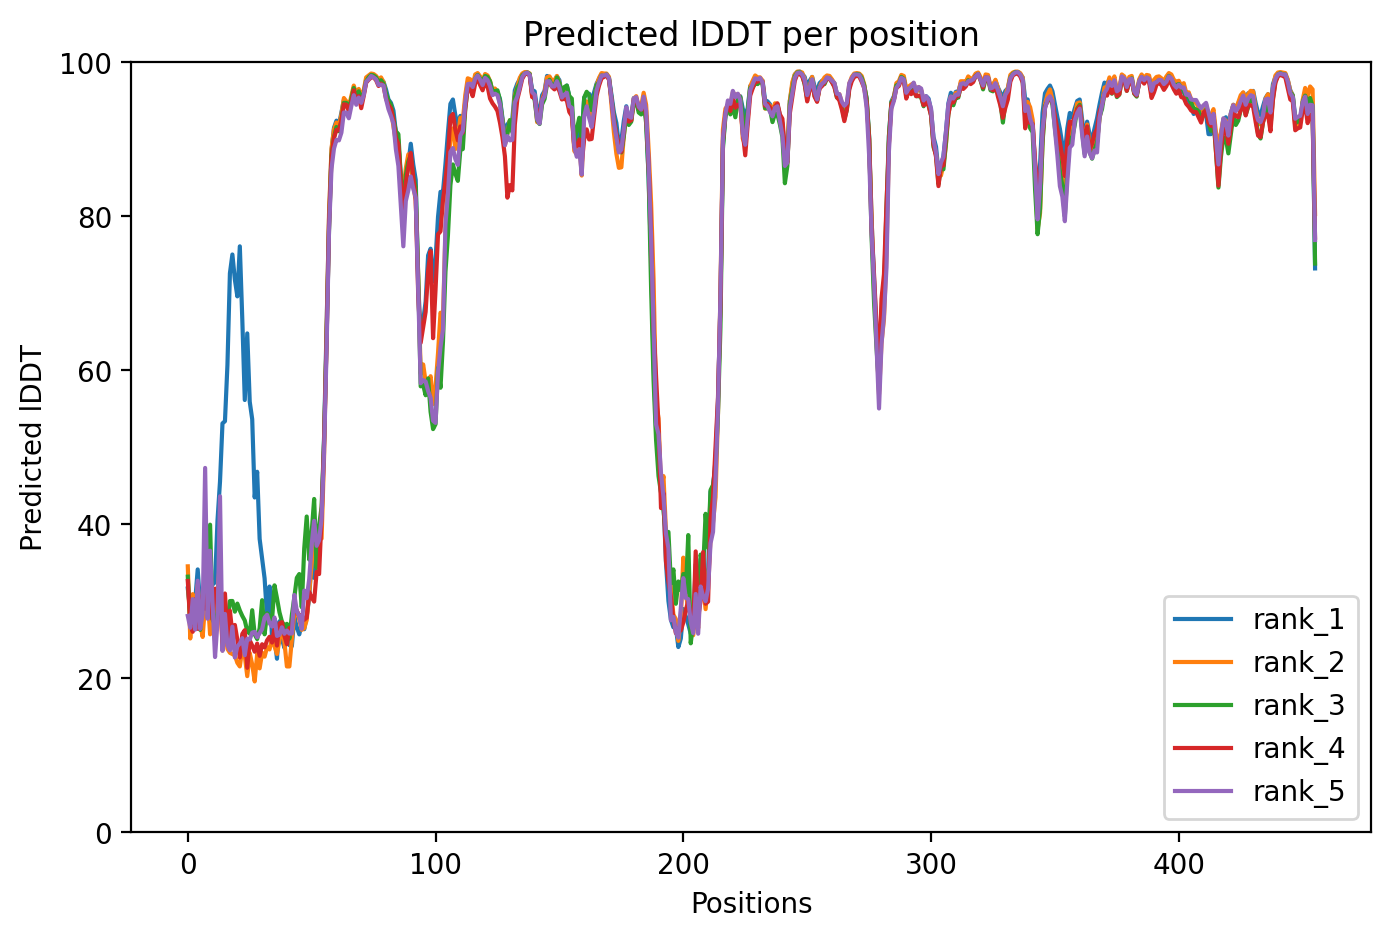 Predicted lDDT per position
Predicted lDDT
100
80
60
40
20
0
0 100 200 300 400
Positions
rank_1
rank_2
rank_3
rank_4
rank_5